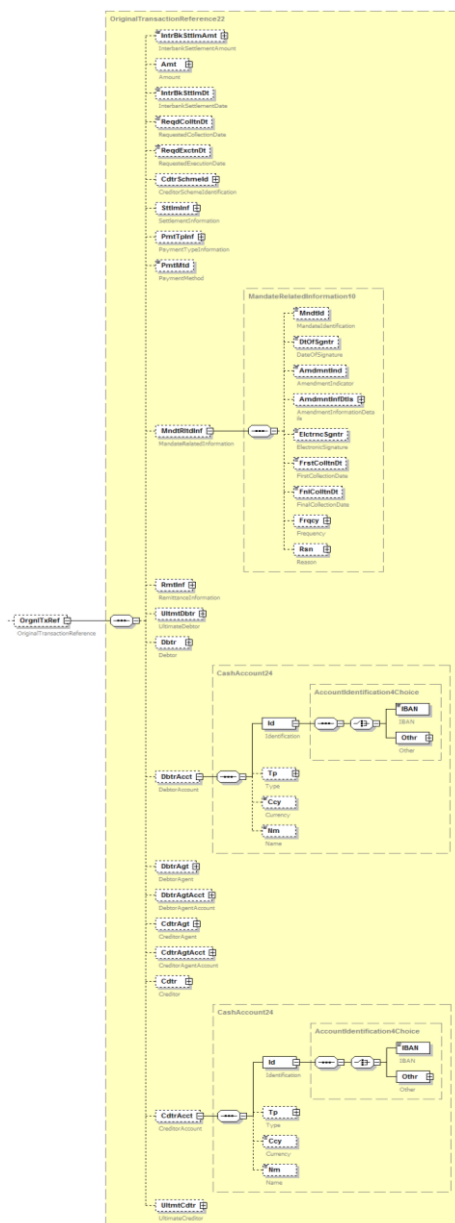 OriginalTransactionReference22
IntrBkSttlmAmt
InterbankSettlementAmount
Amt
Amount
IntrBkSttlmDt
InterbankSettlementDate
ReqdColltnDt
RequestedCollectionDate
ReqdExctnDt
RequestedExecutionDate
CdtrSchmeId
CreditorSchemeIdentification
SttlmInf
SettlementInformation
PmtTpInf
PaymentTypeInformation
PmtMtd
PaymentMethod
MandateRelatedInformation10
MndtId
MandateIdentification
DtOfSgntr
DateOfSignature
AmdmntInd
AmendmentIndicator
AmdmntInfDtls
AmendmentInformationDeta
ils
MndtRltdInf
MandateRelatedInformation
ElctrncSgntr
ElectronicSignature
FrstColltnDt
FirstCollectionDate
FnlColltnDt
FinalCollectionDate
Frqcy
Frequency
Rsn
Reason
RmtInf
RemittanceInformation
UltmtDbtr
UltimateDebtor
OrgnlTxRef
OriginalTransactionReference
Dbtr
Debtor
CashAccount24
AccountIdentification4Choice
IBAN
IBAN
Id
Identification
Othr
Other
DbtrAcct
DebtorAccount
Tp
Type
Ccy
Currency
Nm
Name
DbtrAgt
DebtorAgent
DbtrAgtAcct
DebtorAgentAccount
CdtrAgt
CreditorAgent
CdtrAgtAcct
CreditorAgentAccount
Cdtr
Creditor
CashAccount24
AccountIdentification4Choice
IBAN
IBAN
Id
Identification
Othr
Other
CdtrAcct
CreditorAccount
Tp
Type
Ccy
Currency
Nm
Name
UltmtCdtr
UltimateCreditor